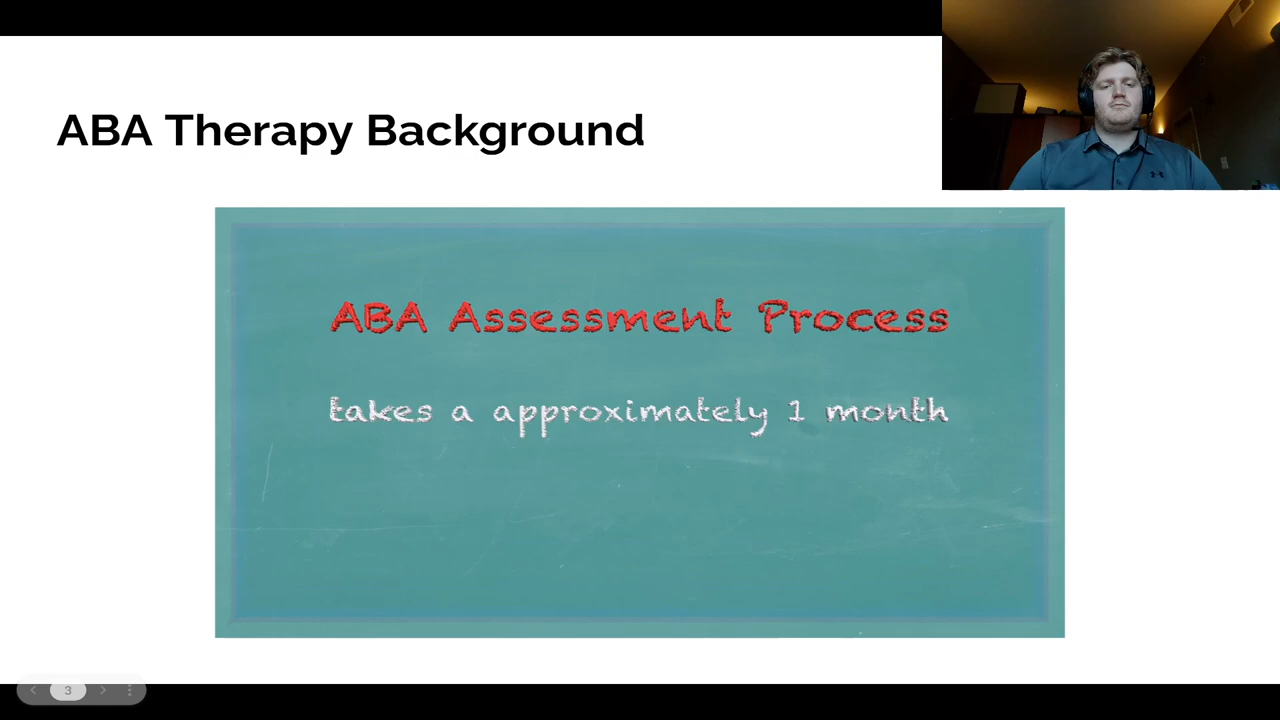 ABA Therapy Background
ABA Assessment Process
takes a approximately 1 month
3